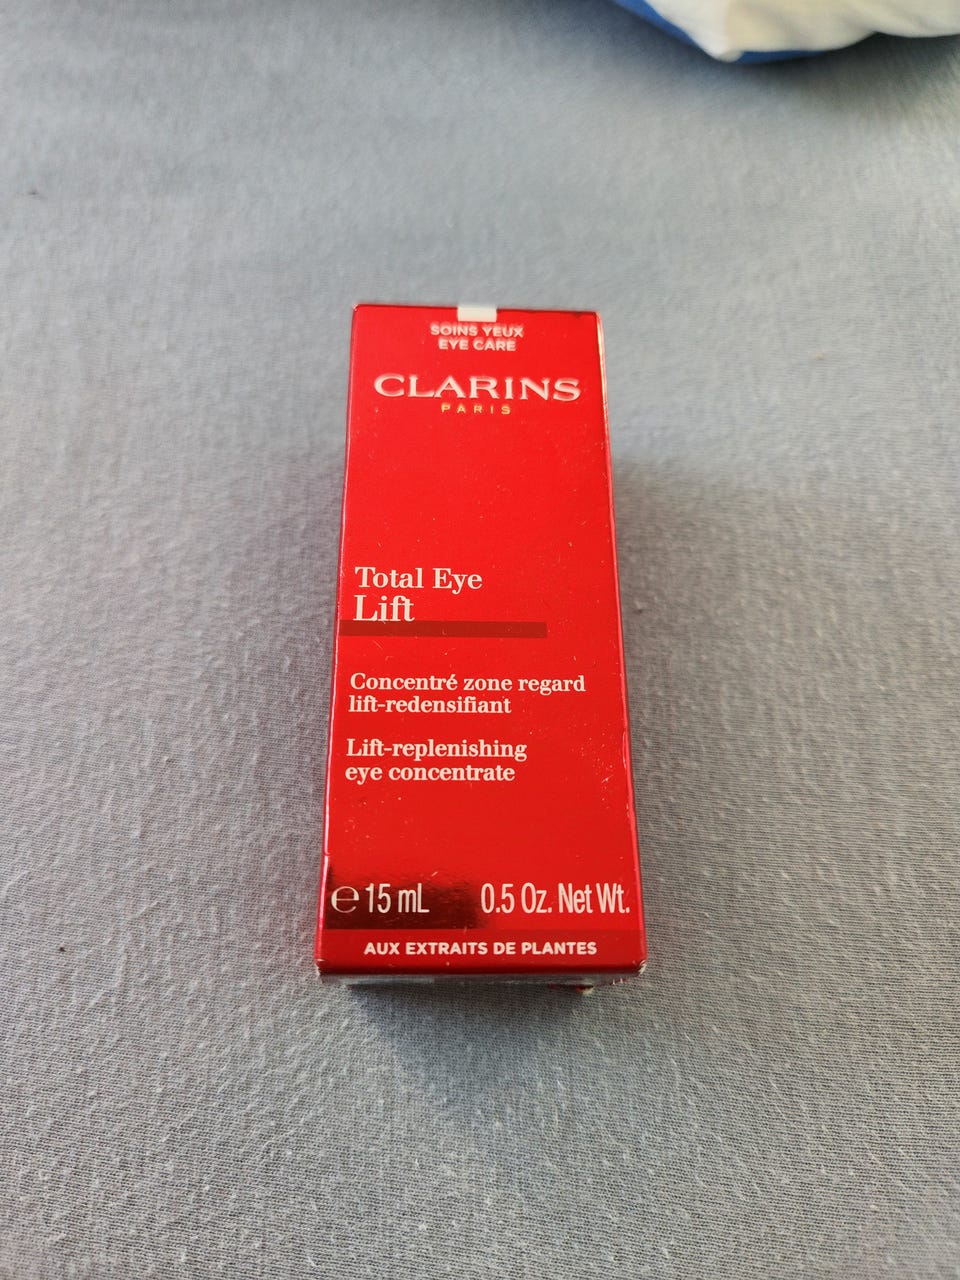 SOINS YEUX
EYE CARE
CLARINS
PARIS
Total Eye
Lift
Concentré zone regard
lift-redensifiant
Lift-replenishing
eye concentrate
℮ 15 mL 0.5 Oz. Net Wt.
AUX EXTRAITS DE PLANTES